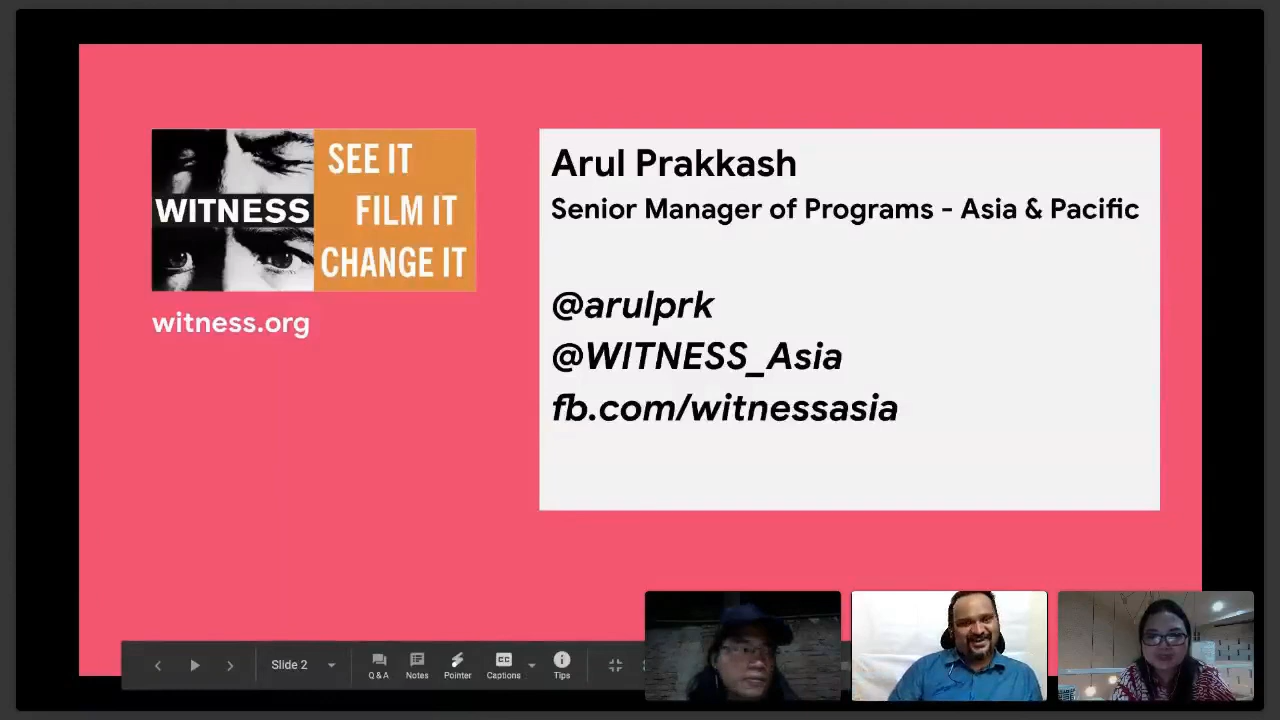 WITNESS
SEE IT
FILM IT
CHANGE IT
witness.org
Arul Prakkash
Senior Manager of Programs - Asia & Pacific
@arulprk
@WITNESS_Asia
fb.com/witnessasia
Slide 2
Q & A
Notes
Pointer
CC
Captions
Tips